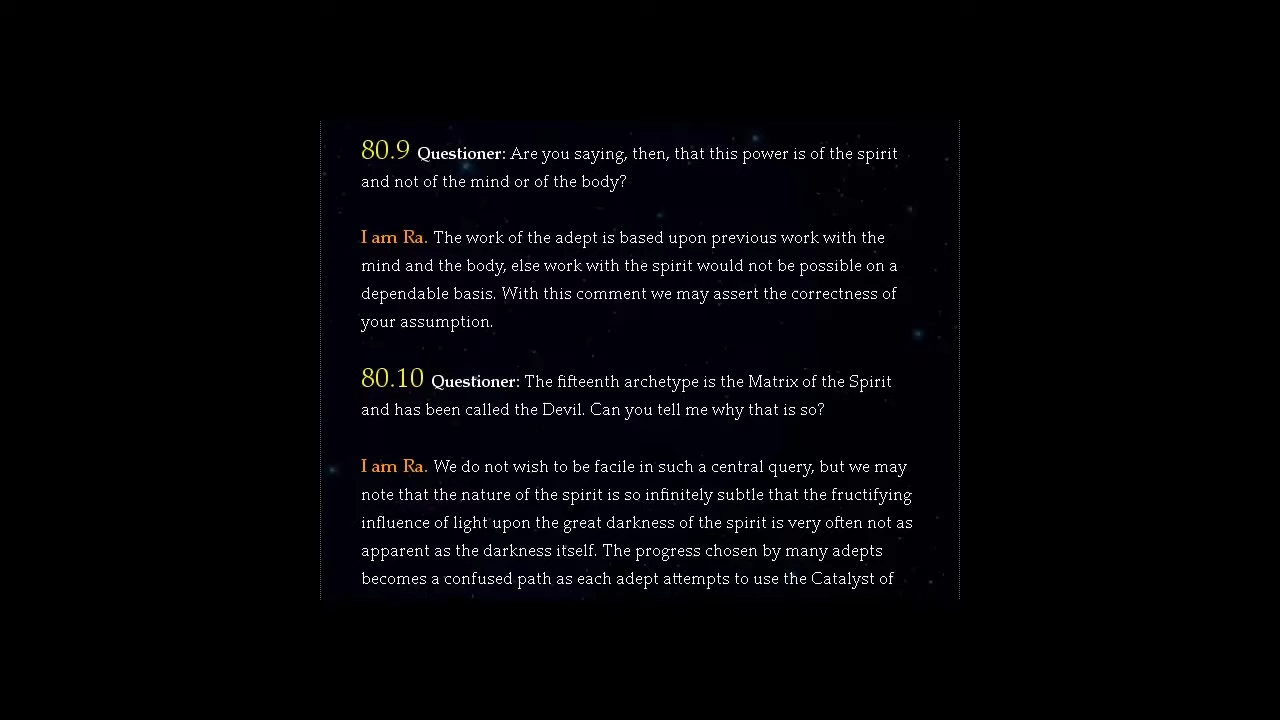 80.9 Questioner: Are you saying, then, that this power is of the spirit
and not of the mind or of the body?
I am Ra. The work of the adept is based upon previous work with the
mind and the body, else work with the spirit would not be possible on a
dependable basis. With this comment we may assert the correctness of
your assumption.
80.10 Questioner: The fifteenth archetype is the Matrix of the Spirit
and has been called the Devil. Can you tell me why that is so?
I am Ra. We do not wish to be facile in such a central query, but we may
note that the nature of the spirit is so infinitely subtle that the fructifying
influence of light upon the great darkness of the spirit is very often not as
apparent as the darkness itself. The progress chosen by many adepts
becomes a confused path as each adept attempts to use the Catalyst of